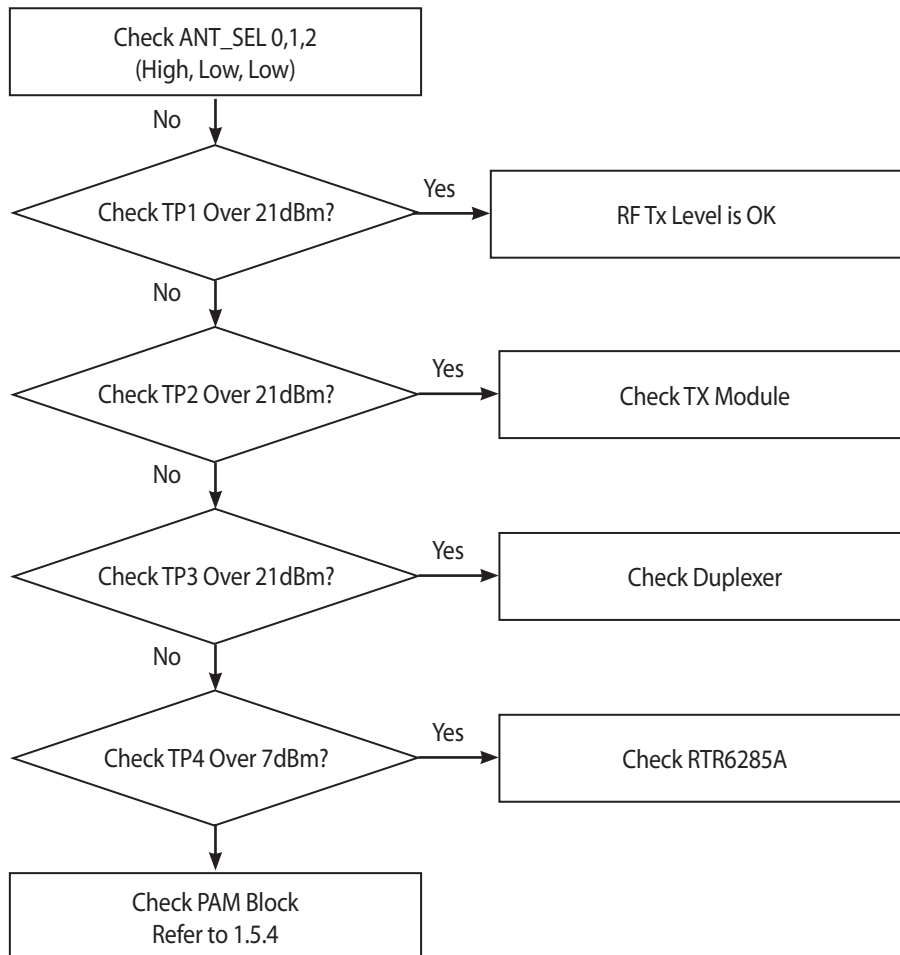 Check ANT_SEL 0,1,2
(High, Low, Low)
No
Check TP1 Over 21dBm?
Yes
RF Tx Level is OK
No
Check TP2 Over 21dBm?
Yes
Check TX Module
No
Check TP3 Over 21dBm?
Yes
Check Duplexer
No
Check TP4 Over 7dBm?
Yes
Check RTR6285A
Check PAM Block
Refer to 1.5.4